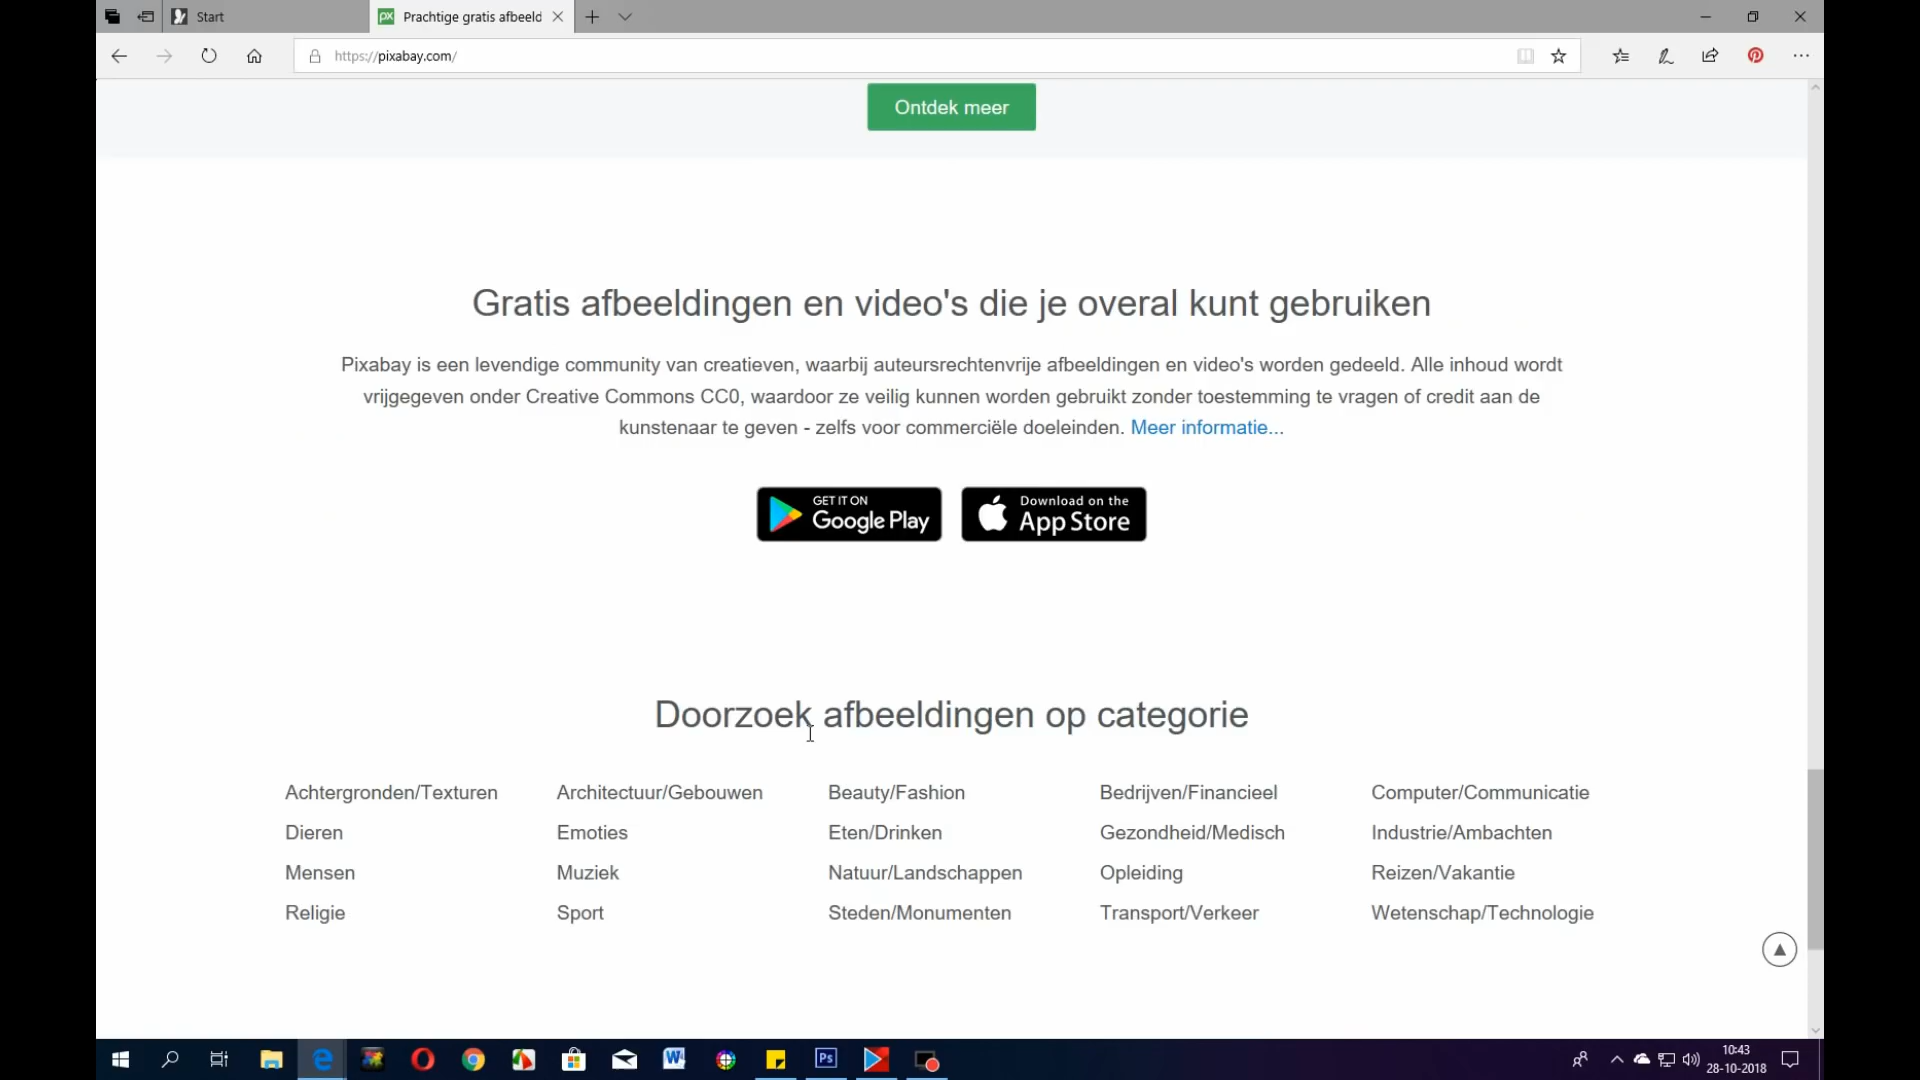 Start
Prachtige gratis afbeeld
https://pixabay.com/
Ontdek meer
Gratis afbeeldingen en video's die je overal kunt gebruiken
Pixabay is een levendige community van creatieven, waarbij auteursrechtenvrije afbeeldingen en video's worden gedeeld. Alle inhoud wordt
vrijgegeven onder Creative Commons CC0, waardoor ze veilig kunnen worden gebruikt zonder toestemming te vragen of credit aan de
kunstenaar te geven - zelfs voor commerciële doeleinden. Meer informatie...
GET IT ON
Google Play
Download on the
App Store
Doorzoek afbeeldingen op categorie
Achtergronden/Texturen Architectuur/Gebouwen Beauty/Fashion Bedrijven/Financieel Computer/Communicatie
Dieren Emoties Eten/Drinken Gezondheid/Medisch Industrie/Ambachten
Mensen Muziek Natuur/Landschappen Opleiding Reizen/Vakantie
Religie Sport Steden/Monumenten Transport/Verkeer Wetenschap/Technologie
10:43
28-10-2018